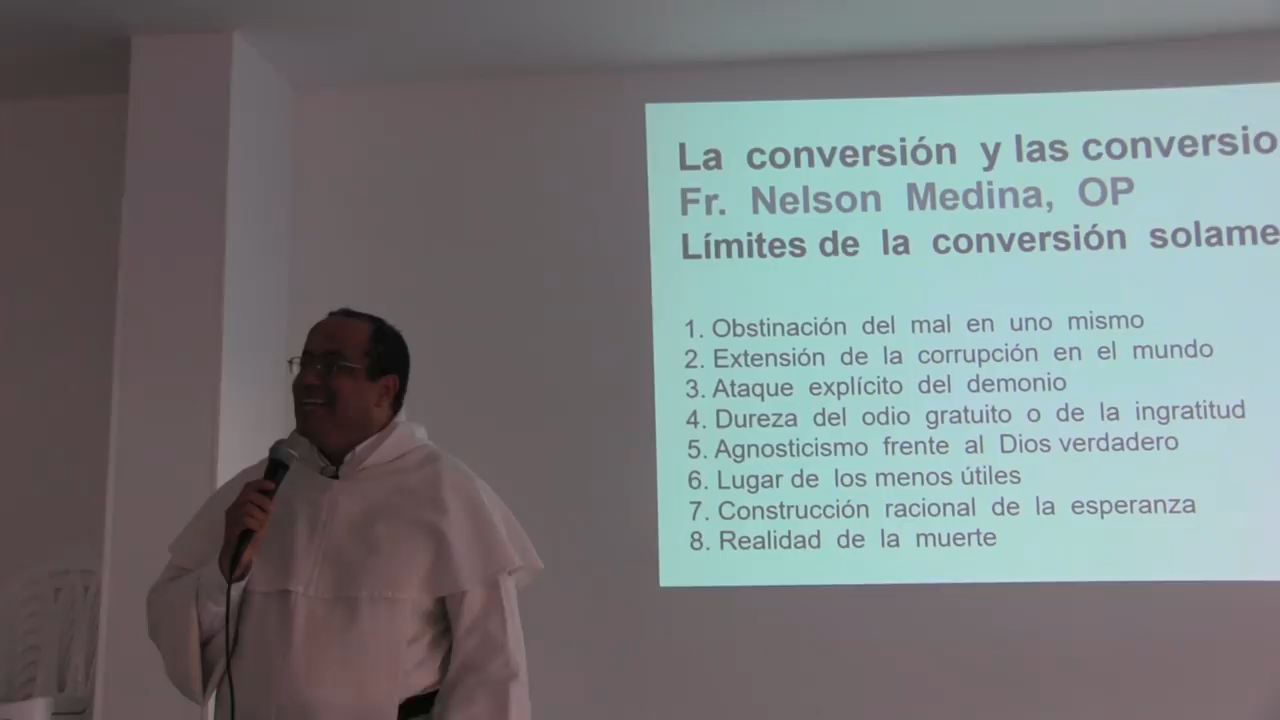 La conversión y las conversio
Fr. Nelson Medina, OP
Límites de la conversión solame
1. Obstinación del mal en uno mismo
2. Extensión de la corrupción en el mundo
3. Ataque explícito del demonio
4. Dureza del odio gratuito o de la ingratitud
5. Agnosticismo frente al Dios verdadero
6. Lugar de los menos útiles
7. Construcción racional de la esperanza
8. Realidad de la muerte